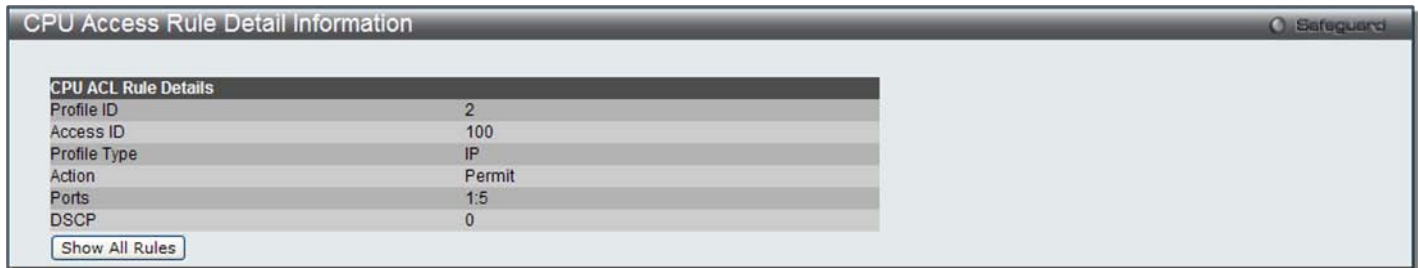 CPU Access Rule Detail Information
Safeguard
CPU ACL Rule Details
Profile ID 2
Access ID 100
Profile Type IP
Action Permit
Ports 1:5
DSCP 0
Show All Rules